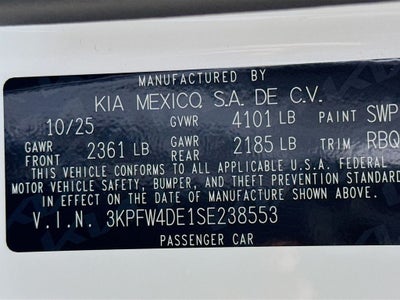 MANUFACTURED BY
KIA MEXICO, S.A. DE C.V.
10/25 GVWR 4101 LB PAINT SWP
GAWR FRONT 2361 LB GAWR REAR 2185 LB TRIM RBQ
THIS VEHICLE CONFORMS TO ALL APPLICABLE FEDERAL
MOTOR VEHICLE SAFETY, BUMPER, AND THEFT PREVENTION STANDARD
IN EFFECT ON THE DATE OF MANUFACTURE SHOWN ABOVE.
V.I.N. 3KPFW4DE1SE238553
PASSENGER CAR